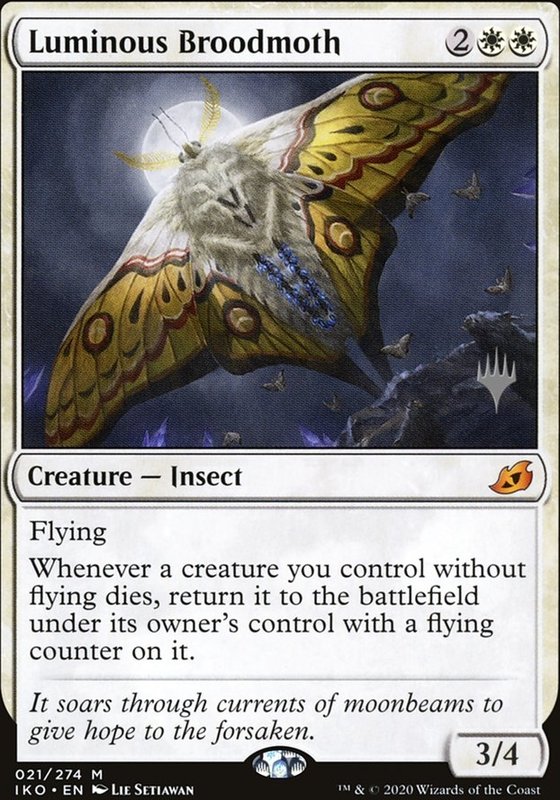 Luminous Broodmoth 2
Creature — Insect
Flying
Whenever a creature you control without
flying dies, return it to the battlefield
under its owner's control with a flying
counter on it.
It soars through currents of moonbeams to
give hope to the forsaken.
3/4
021/274 M
IKO • EN Lie Setiawan
™ & © 2020 Wizards of the Coast